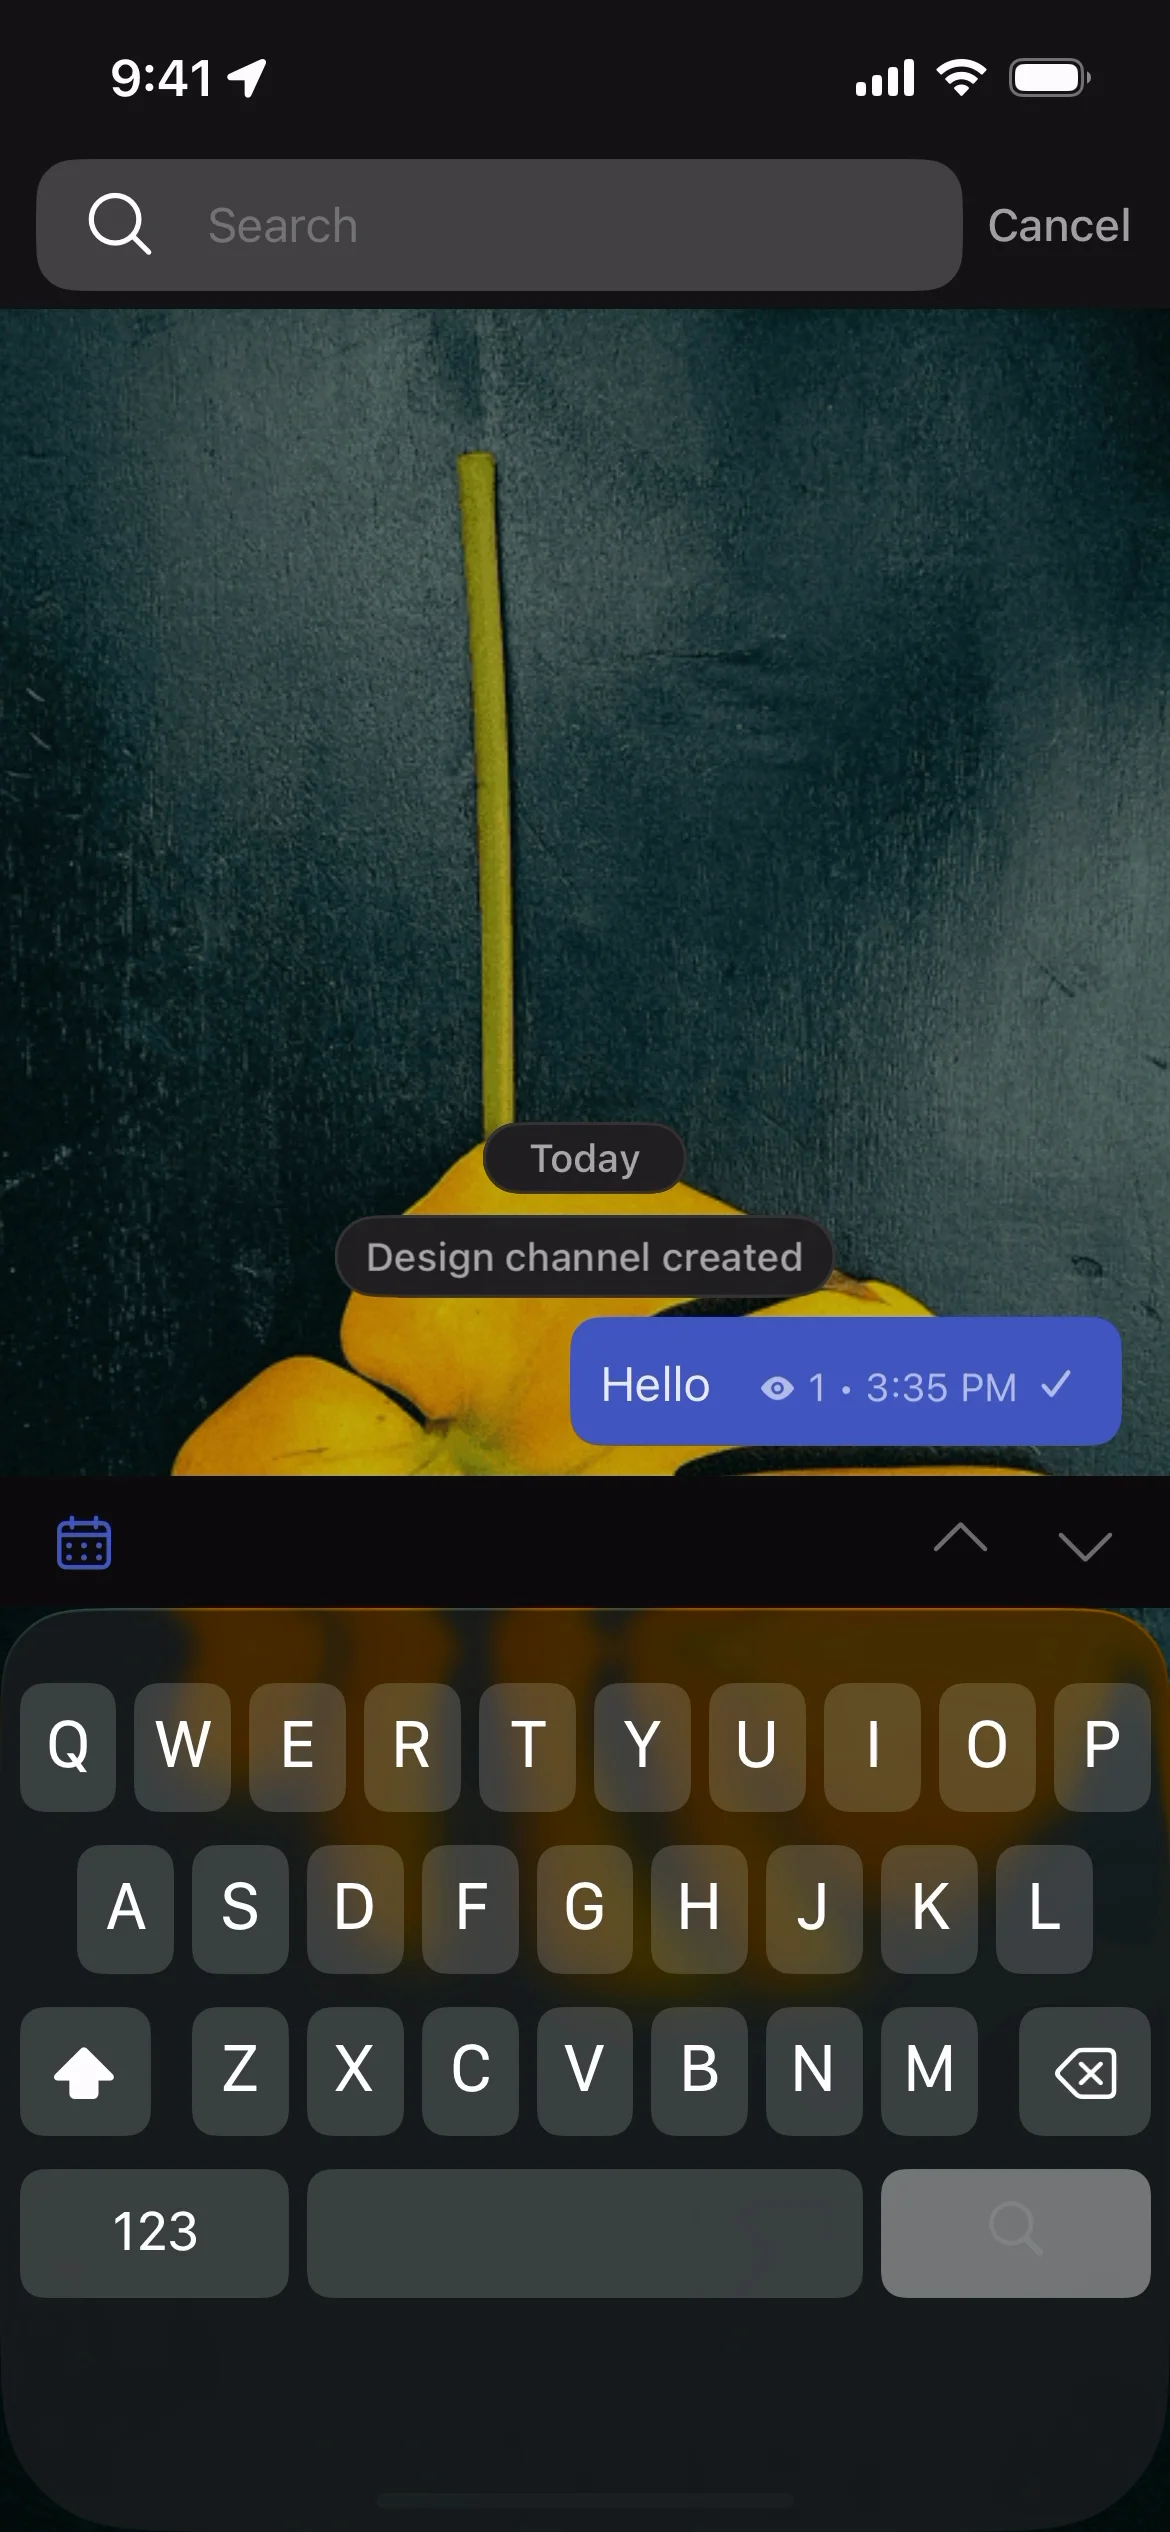 9:41
Search
Cancel
Today
Design channel created
Hello 1 • 3:35 PM
Q W E R T Y U I O P
A S D F G H J K L
Z X C V B N M
123